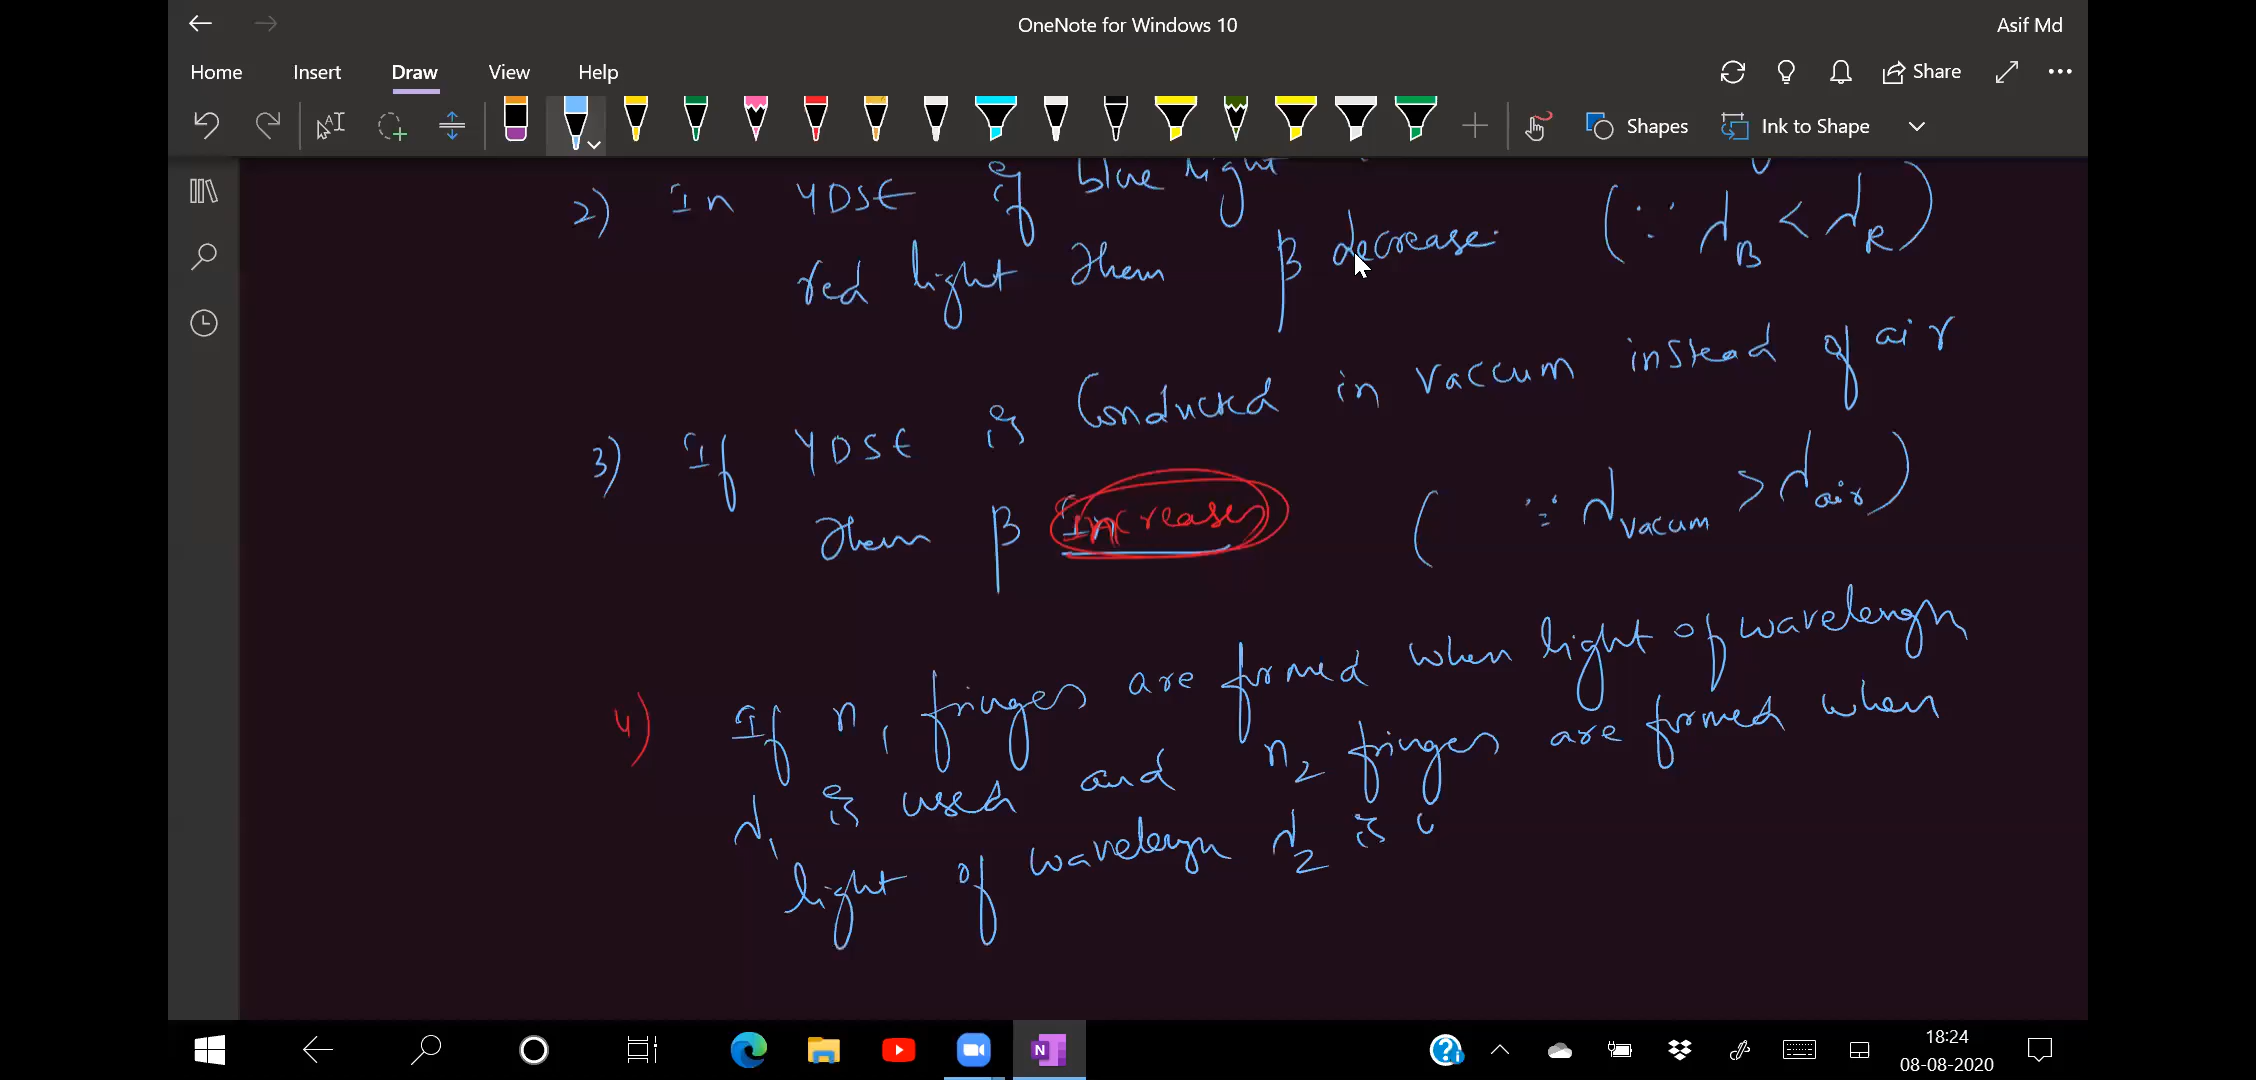 OneNote for Windows 10
Asif Md
Home Insert Draw View Help
Share
Shapes
Ink to Shape
2) In YDSE if blue light
red light then β decrease. (∵ λB < λR)
3) If YDSE is Conducted in vaccum instead of air
then β Increases (∵ λvacum > λair)
4) If n1 fringes are formed when light of wavelength
λ1 is used and n2 fringes are formed when
light of wavelengn λ2 is
18:24
08-08-2020